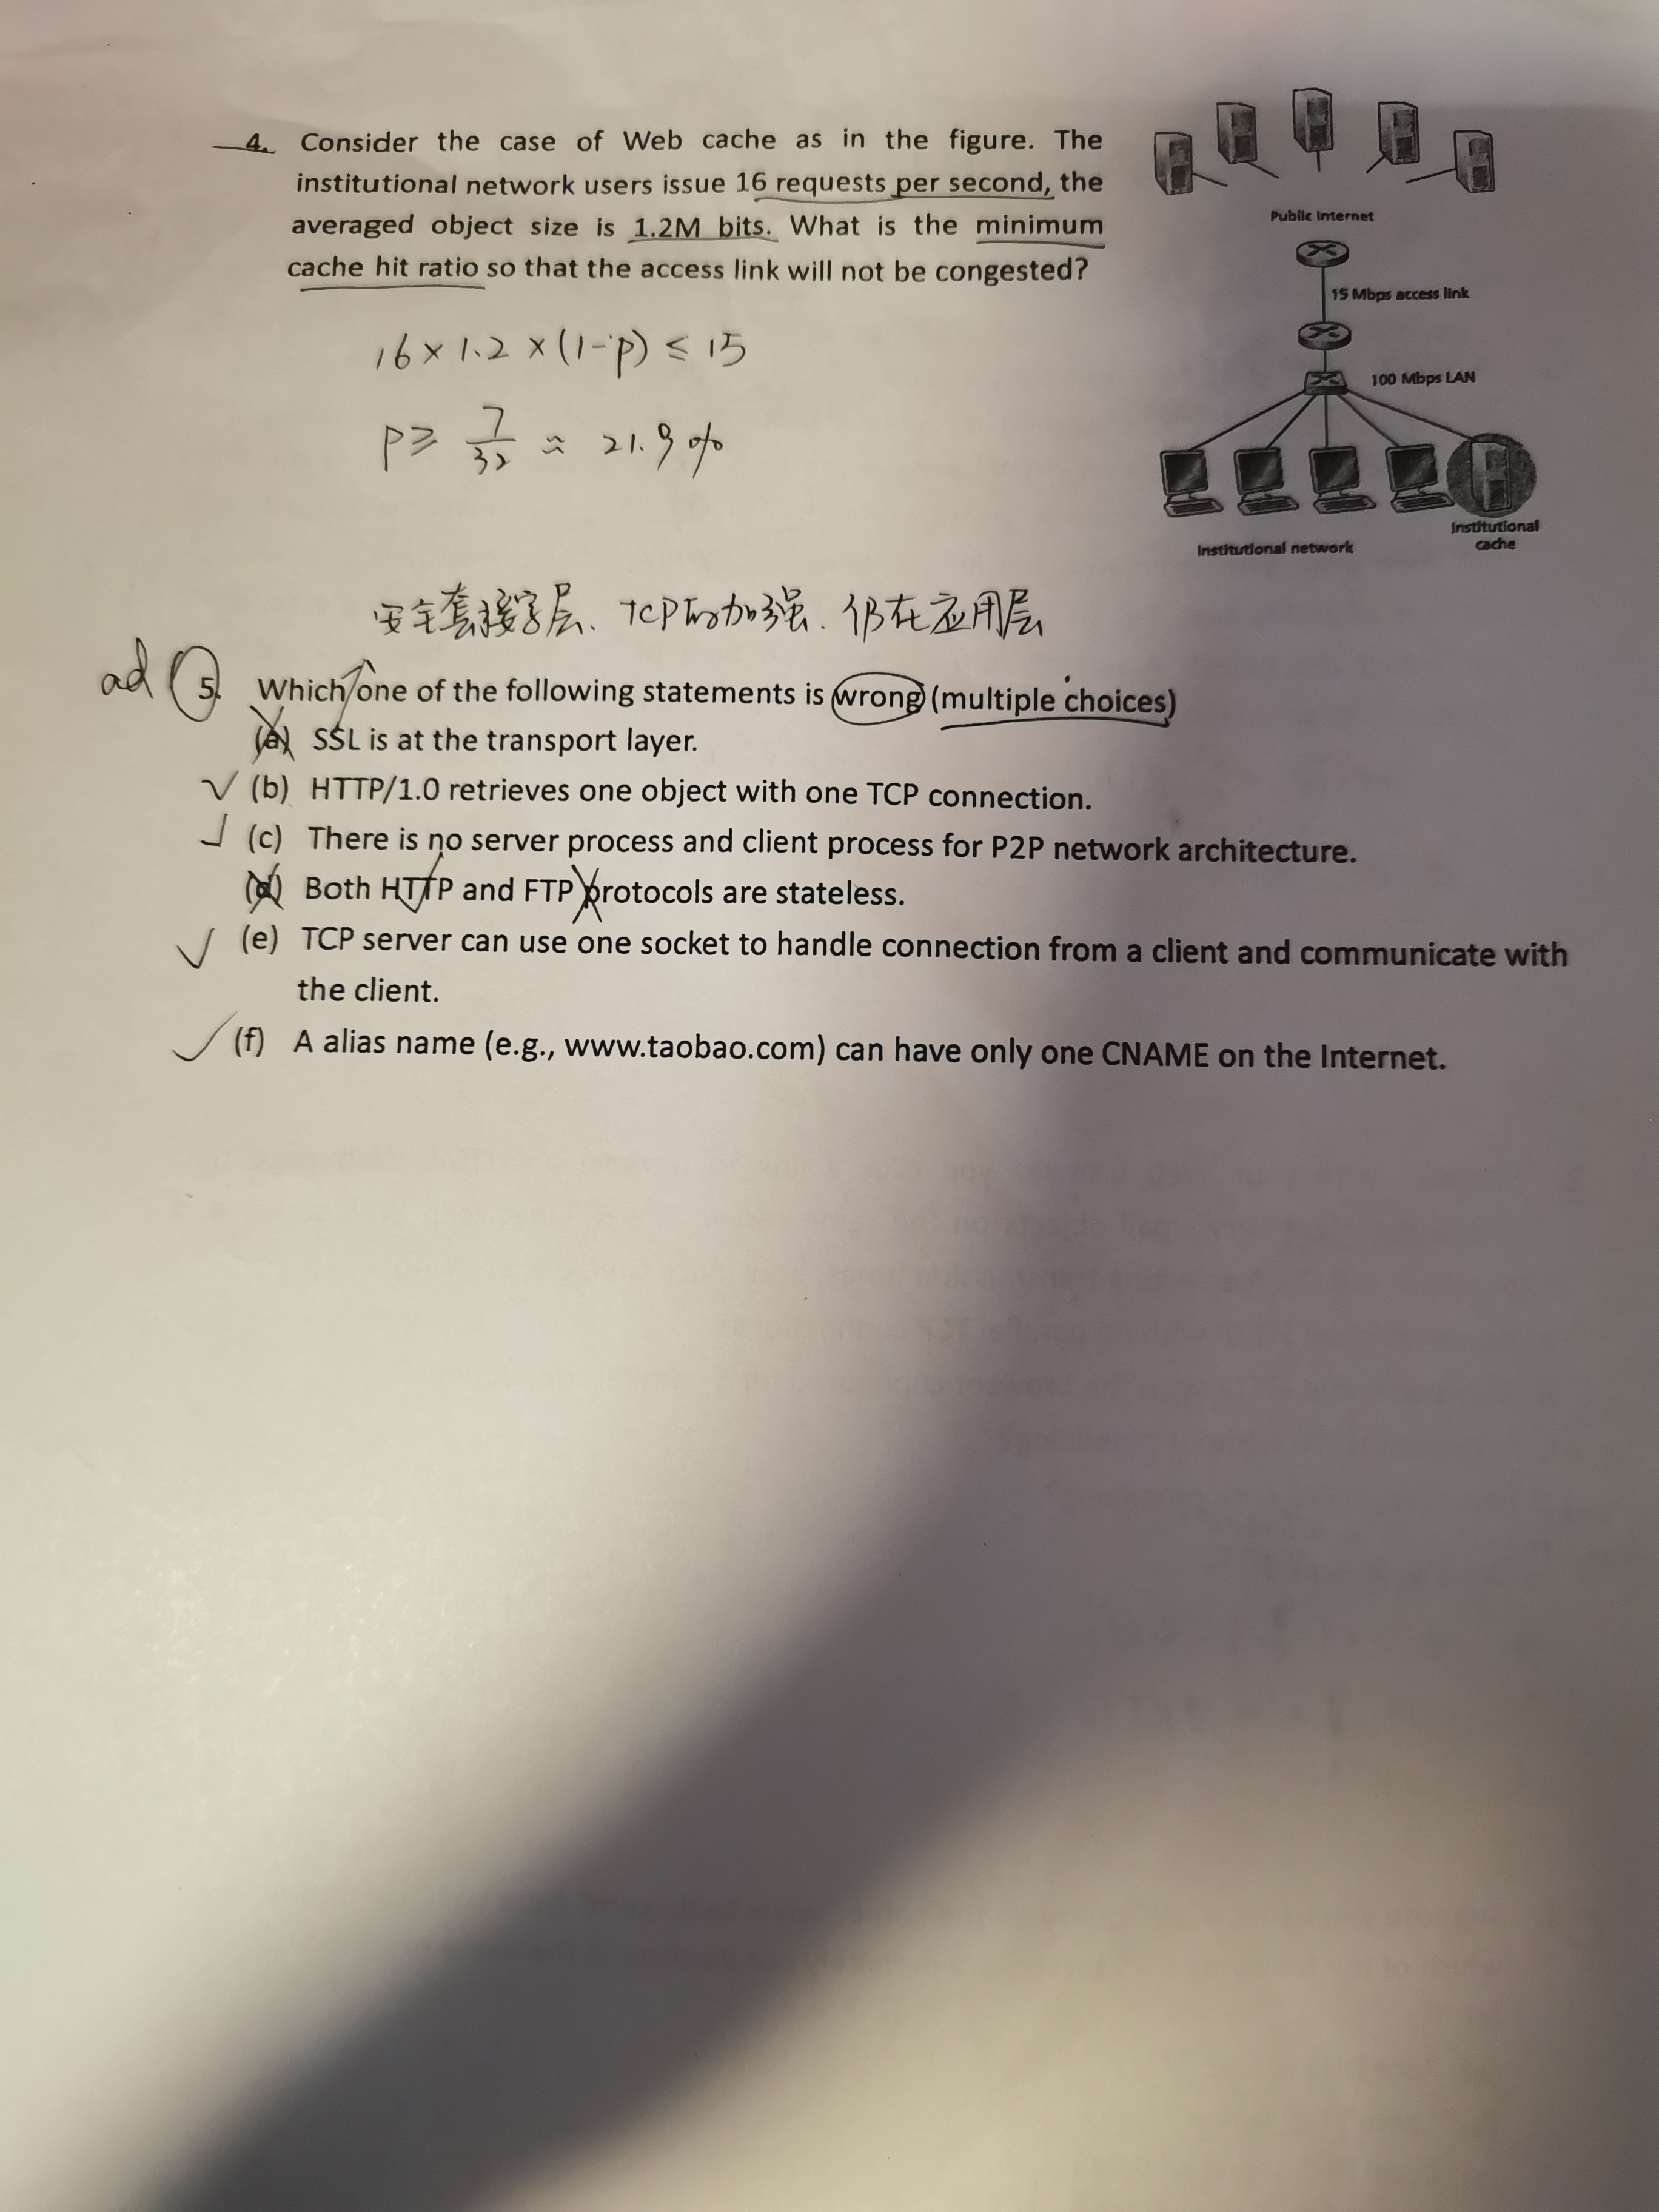 4. Consider the case of Web cache as in the figure. The
institutional network users issue 16 requests per second, the
averaged object size is 1.2M bits. What is the minimum
cache hit ratio so that the access link will not be congested?
Public Internet
15 Mbps access link
100 Mbps LAN
Institutional network
Institutional
cache
16 × 1.2 × (1-p) ≤ 15
p ≥ 7/32 ≈ 21.9%
安全套接字层、TCP的加强.仍在应用层
ad
5. Which one of the following statements is wrong (multiple choices)
(a) SSL is at the transport layer.
(b) HTTP/1.0 retrieves one object with one TCP connection.
(c) There is no server process and client process for P2P network architecture.
(d) Both HTTP and FTP protocols are stateless.
(e) TCP server can use one socket to handle connection from a client and communicate with
the client.
(f) A alias name (e.g., www.taobao.com) can have only one CNAME on the Internet.